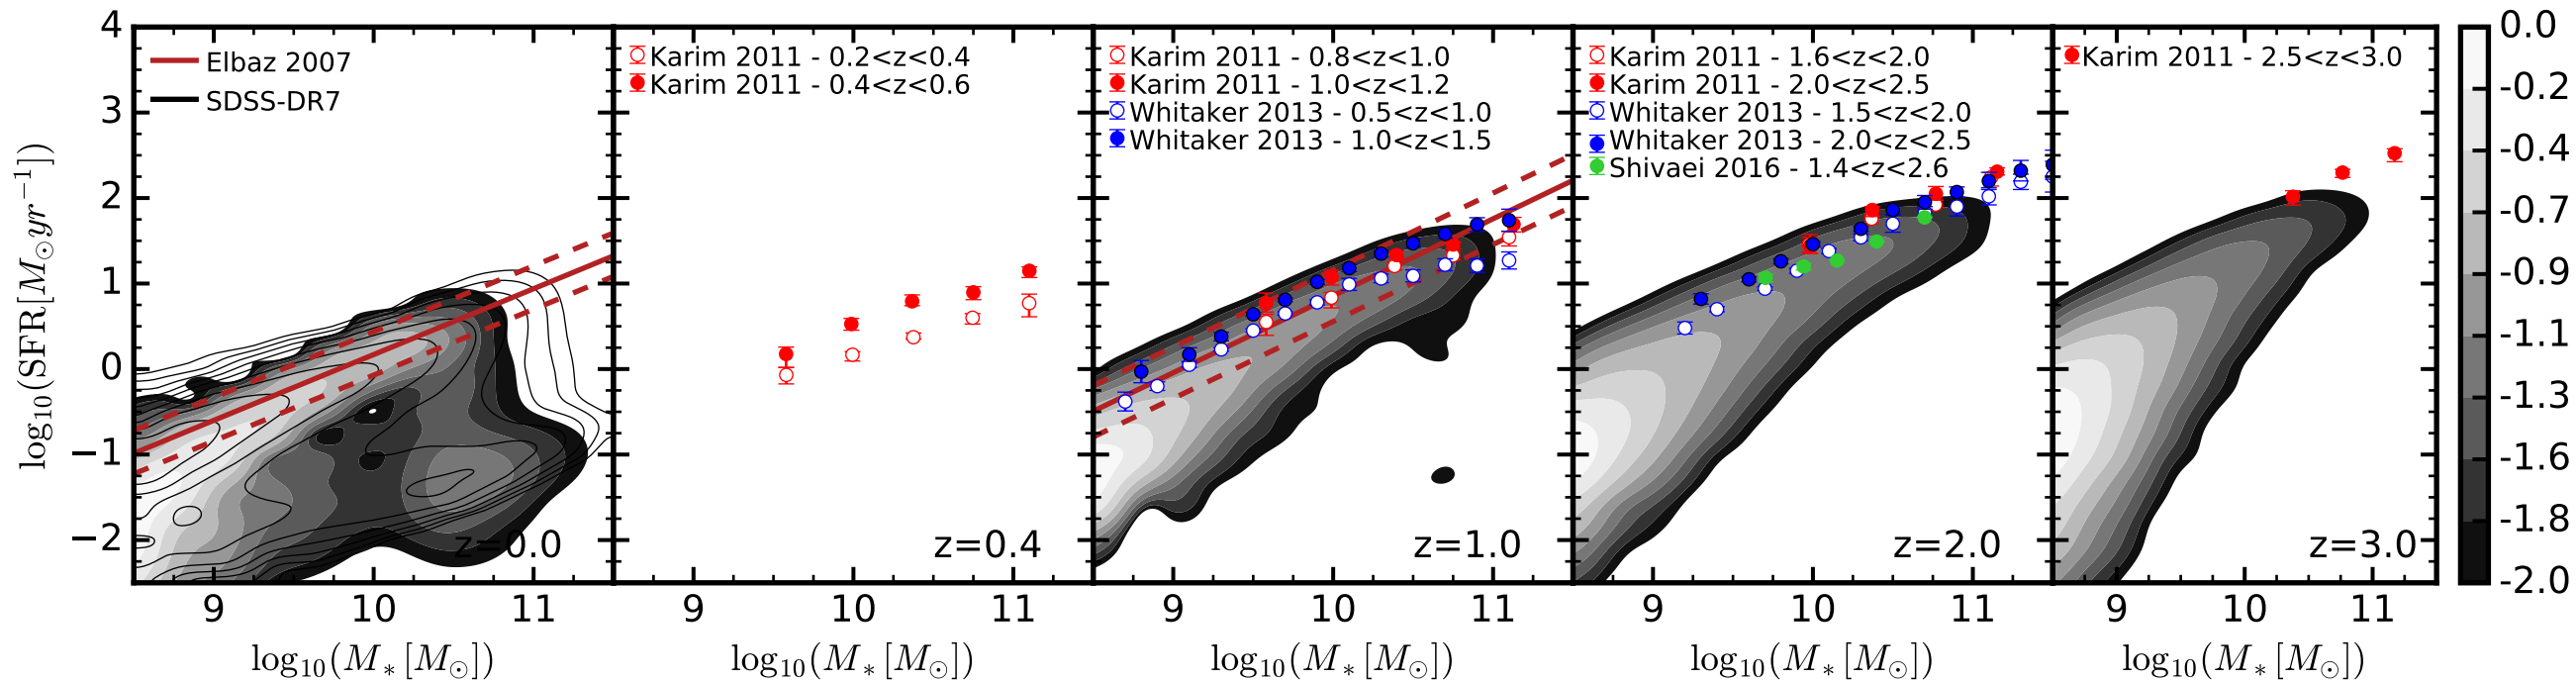 4
3
2
1
0
−1
−2
log₁₀(SFR[M⊙yr⁻¹])
Elbaz 2007
SDSS-DR7
z=0.0
9 10 11
log₁₀(M∗[M⊙])
Karim 2011 - 0.2<z<0.4
Karim 2011 - 0.4<z<0.6
z=0.4
9 10 11
log₁₀(M∗[M⊙])
Karim 2011 - 0.8<z<1.0
Karim 2011 - 1.0<z<1.2
Whitaker 2013 - 0.5<z<1.0
Whitaker 2013 - 1.0<z<1.5
z=1.0
9 10 11
log₁₀(M∗[M⊙])
Karim 2011 - 1.6<z<2.0
Karim 2011 - 2.0<z<2.5
Whitaker 2013 - 1.5<z<2.0
Whitaker 2013 - 2.0<z<2.5
Shivaei 2016 - 1.4<z<2.6
z=2.0
9 10 11
log₁₀(M∗[M⊙])
Karim 2011 - 2.5<z<3.0
z=3.0
9 10 11
log₁₀(M∗[M⊙])
0.0
-0.2
-0.4
-0.7
-0.9
-1.1
-1.3
-1.6
-1.8
-2.0